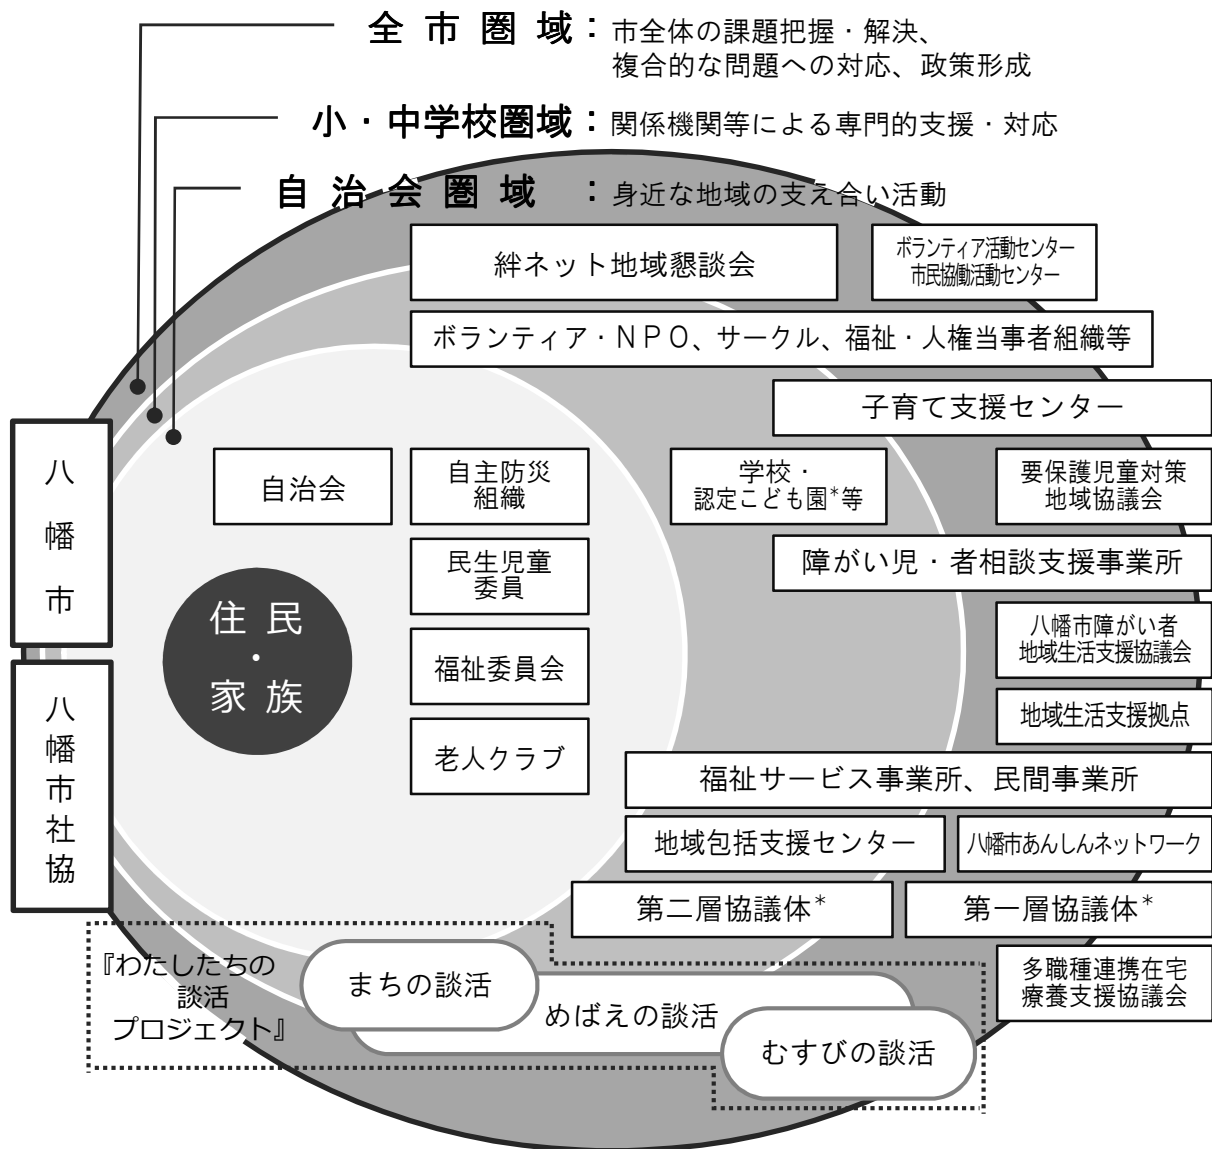 全市圏域：市全体の課題把握・解決、
複合的な問題への対応、政策形成
小・中学校圏域：関係機関等による専門的支援・対応
自治会圏域：身近な地域の支え合い活動
絆ネット地域懇談会
ボランティア活動センター
市民協働活動センター
ボランティア・ＮＰＯ、サークル、福祉・人権当事者組織等
子育て支援センター
八幡市
自治会
自主防災
組織
学校・
認定こども園*等
要保護児童対策
地域協議会
民生児童
委員
障がい児・者相談支援事業所
住民
・
家族
福祉委員会
八幡市障がい者
地域生活支援協議会
八幡市社協
老人クラブ
地域生活支援拠点
福祉サービス事業所、民間事業所
地域包括支援センター
八幡市あんしんネットワーク
第二層協議体*
第一層協議体*
『わたしたちの
談活
プロジェクト』
まちの談活
めばえの談活
むすびの談活
多職種連携在宅
療養支援協議会